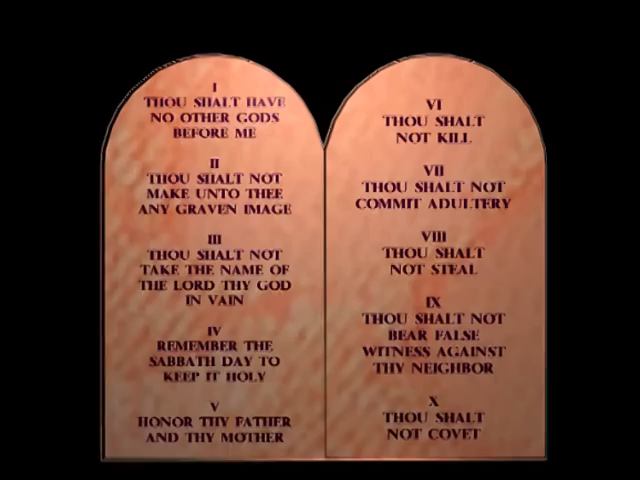 I
THOU SHALT HAVE
NO OTHER GODS
BEFORE ME
II
THOU SHALT NOT
MAKE UNTO THEE
ANY GRAVEN IMAGE
III
THOU SHALT NOT
TAKE THE NAME OF
THE LORD THY GOD
IN VAIN
IV
REMEMBER THE
SABBATH DAY TO
KEEP IT HOLY
V
HONOR THY FATHER
AND THY MOTHER
VI
THOU SHALT
NOT KILL
VII
THOU SHALT NOT
COMMIT ADULTERY
VIII
THOU SHALT
NOT STEAL
IX
THOU SHALT NOT
BEAR FALSE
WITNESS AGAINST
THY NEIGHBOR
X
THOU SHALT
NOT COVET